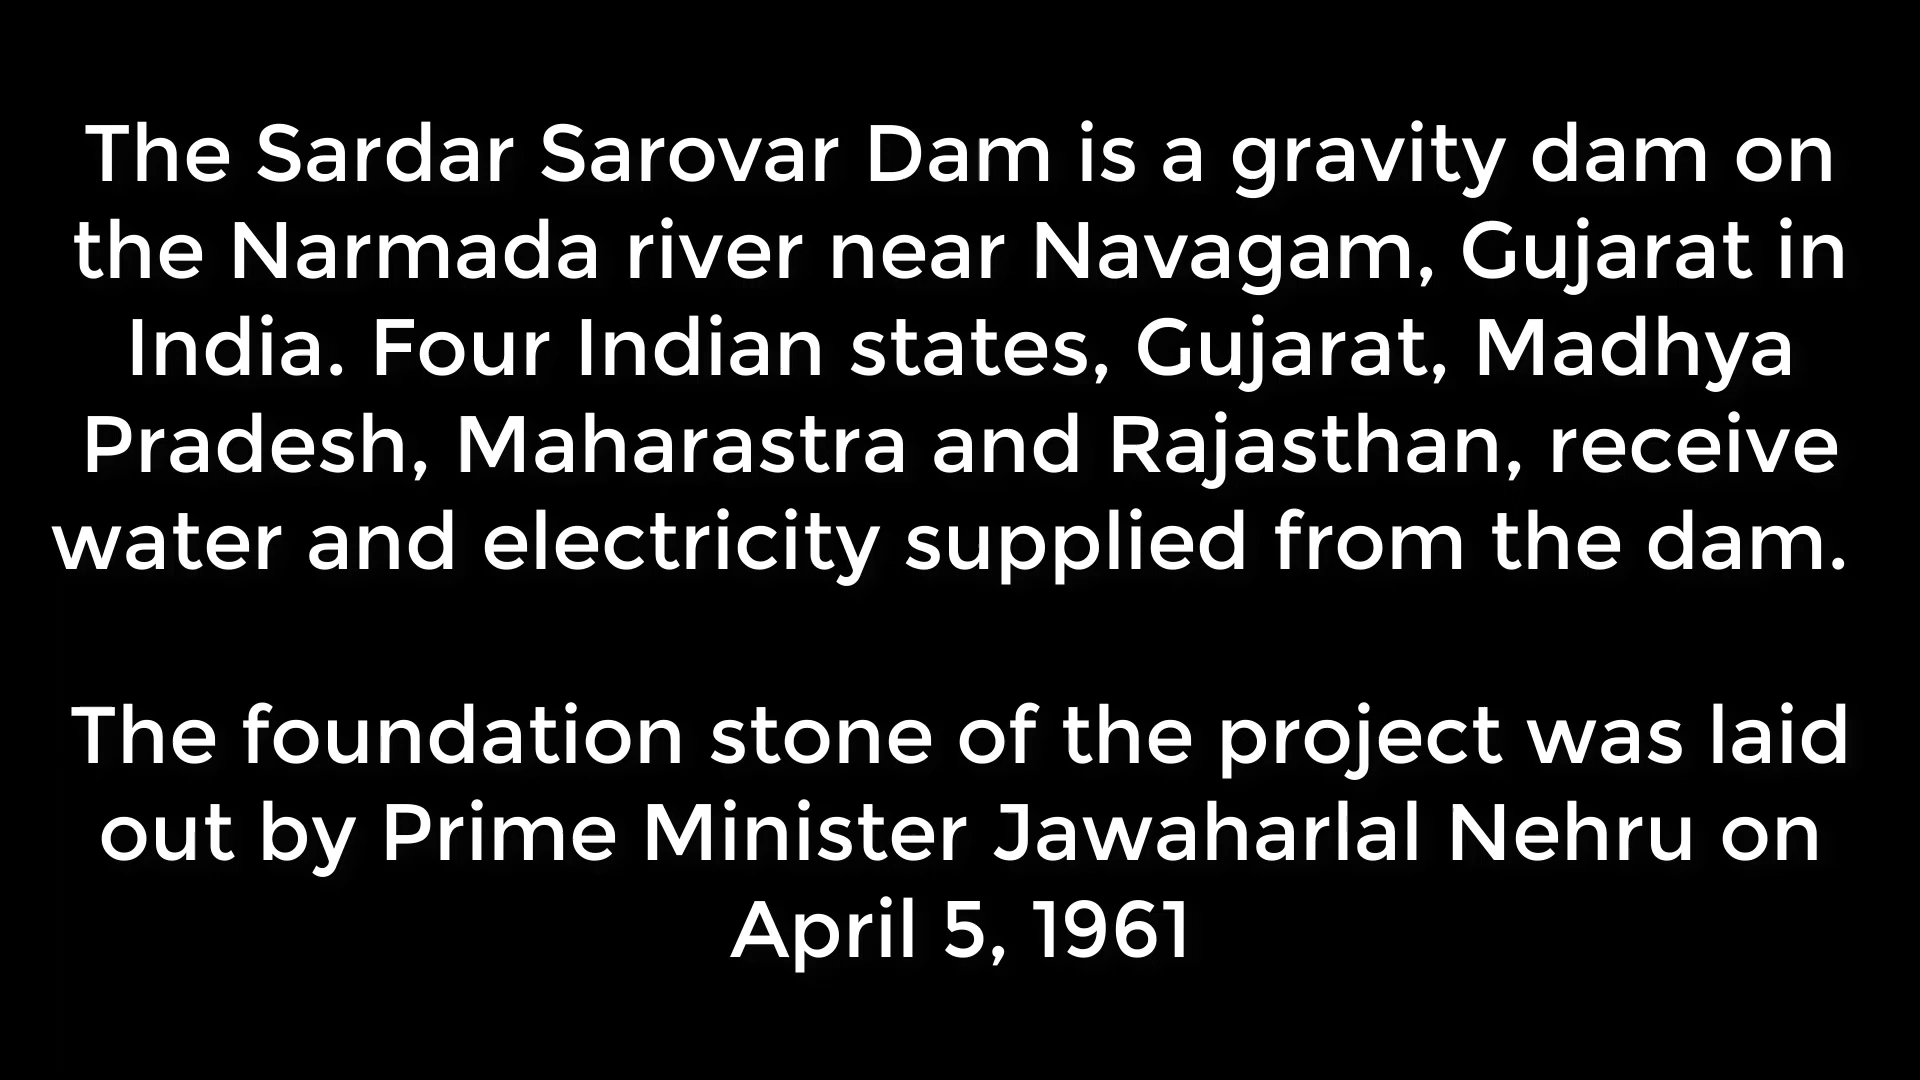 The Sardar Sarovar Dam is a gravity dam on
the Narmada river near Navagam, Gujarat in
India. Four Indian states, Gujarat, Madhya
Pradesh, Maharastra and Rajasthan, receive
water and electricity supplied from the dam.
The foundation stone of the project was laid
out by Prime Minister Jawaharlal Nehru on
April 5, 1961